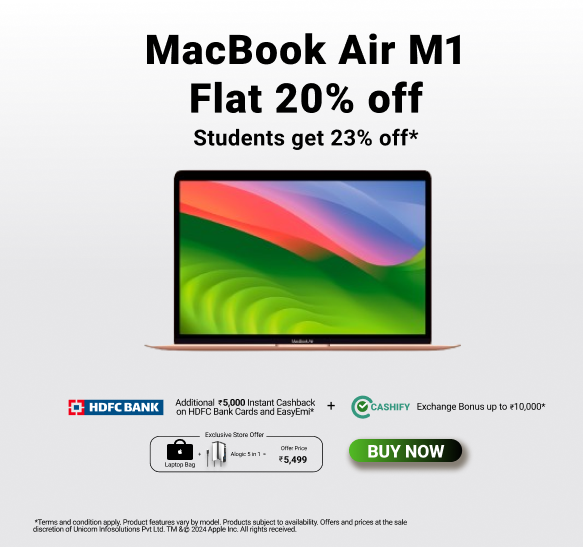 MacBook Air M1
Flat 20% off
Students get 23% off*
MacBook Air
HDFC BANK
Additional ₹5,000 Instant Cashback
on HDFC Bank Cards and EasyEmi*
+
CASHIFY
Exchange Bonus up to ₹10,000*
Exclusive Store Offer
Laptop Bag
+
Alogic 5 in 1 =
Offer Price
₹5,499
BUY NOW
*Terms and condition apply. Product features vary by model. Products subject to availability. Offers and prices at the sale
discretion of Unicorn Infosolutions Pvt Ltd. TM &@ 2024 Apple Inc. All rights received.